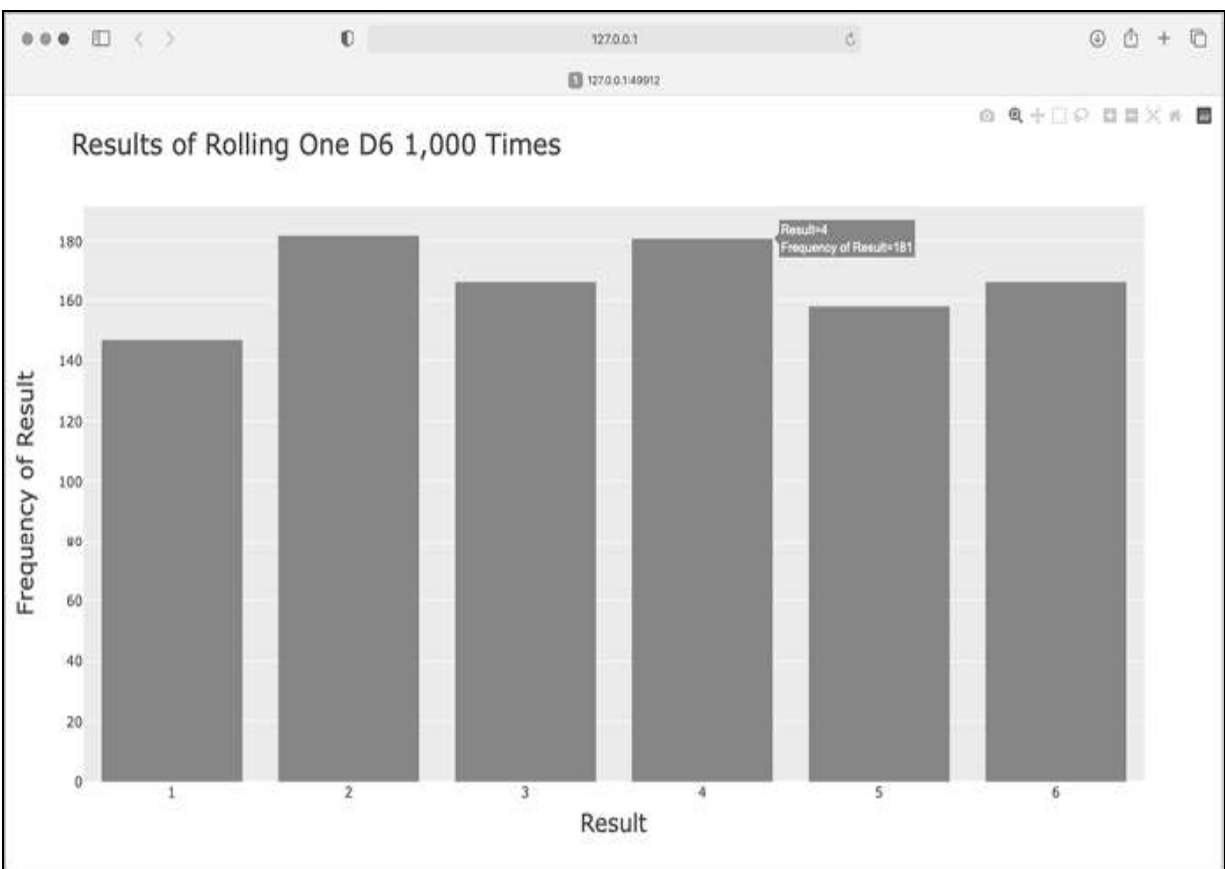 127.0.0.1
1 127.0.0.1:49912
Results of Rolling One D6 1,000 Times
Result=4
Frequency of Result=181
180
160
140
120
100
80
60
40
20
0
Frequency of Result
1 2 3 4 5 6
Result